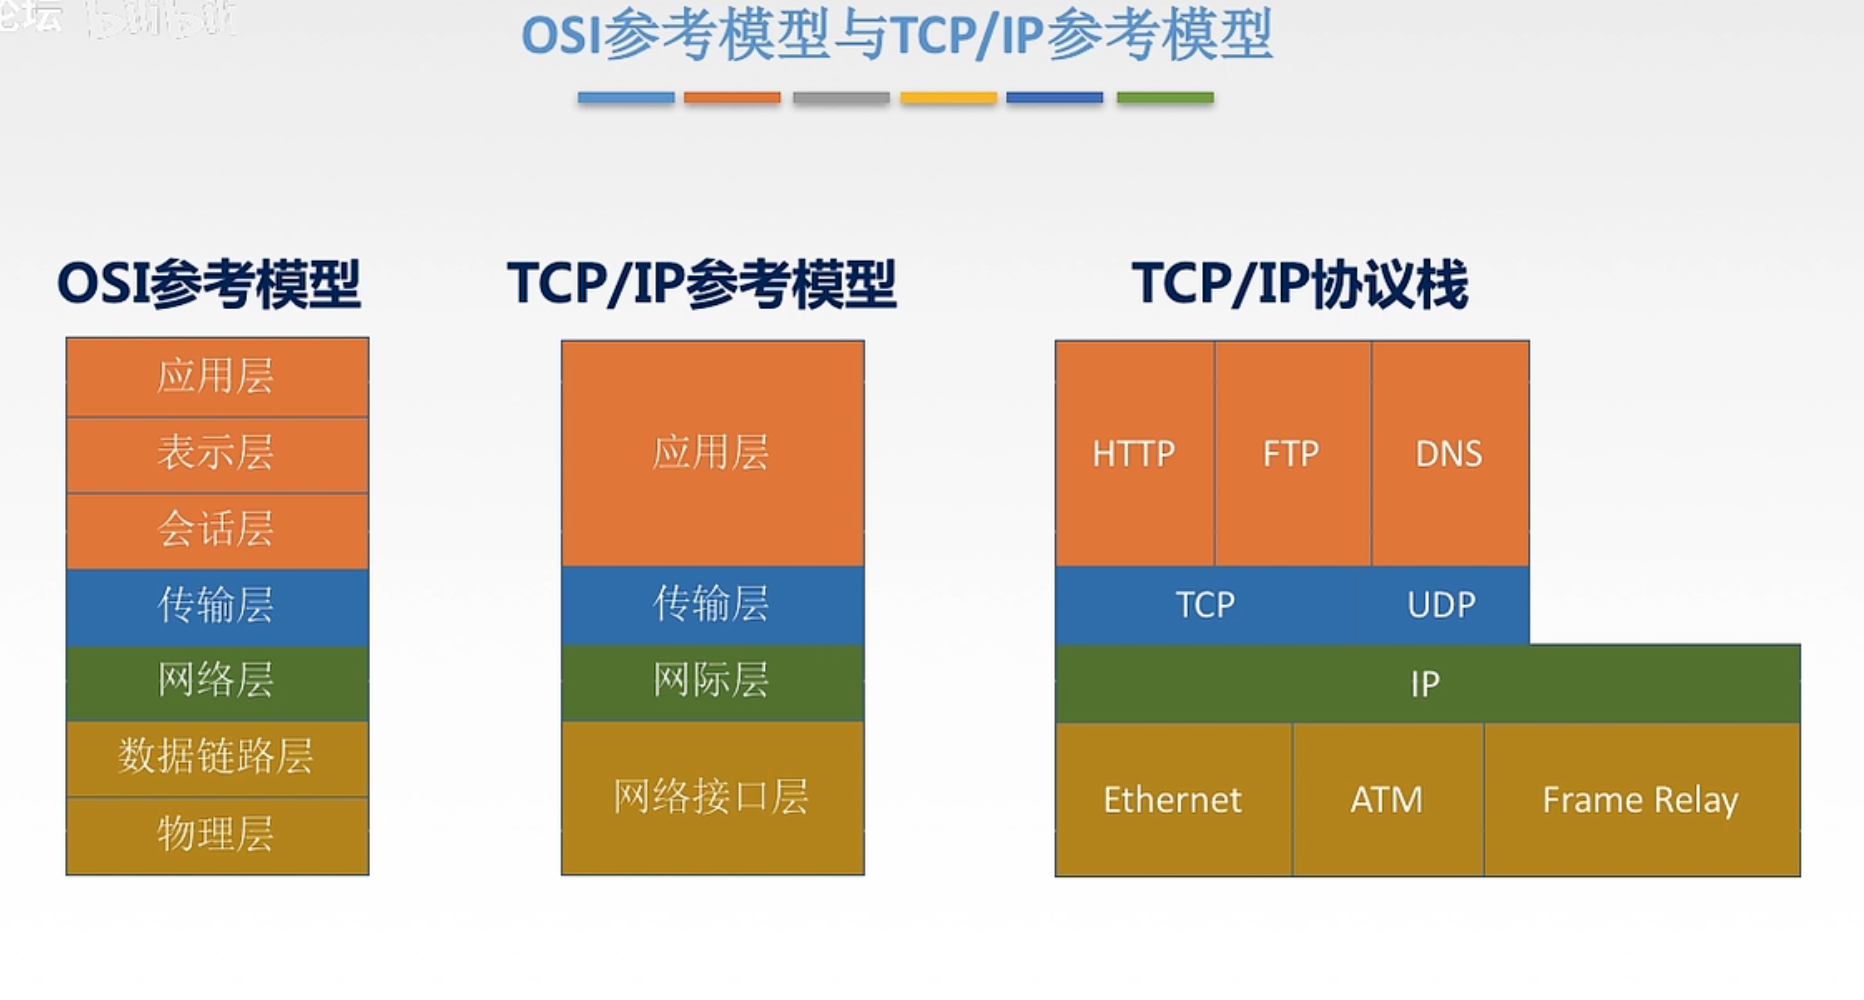 论坛 bilibili
OSI参考模型与TCP/IP参考模型
OSI参考模型
应用层
表示层
会话层
传输层
网络层
数据链路层
物理层
TCP/IP参考模型
应用层
传输层
网际层
网络接口层
TCP/IP协议栈
HTTP FTP DNS
TCP UDP
IP
Ethernet ATM Frame Relay